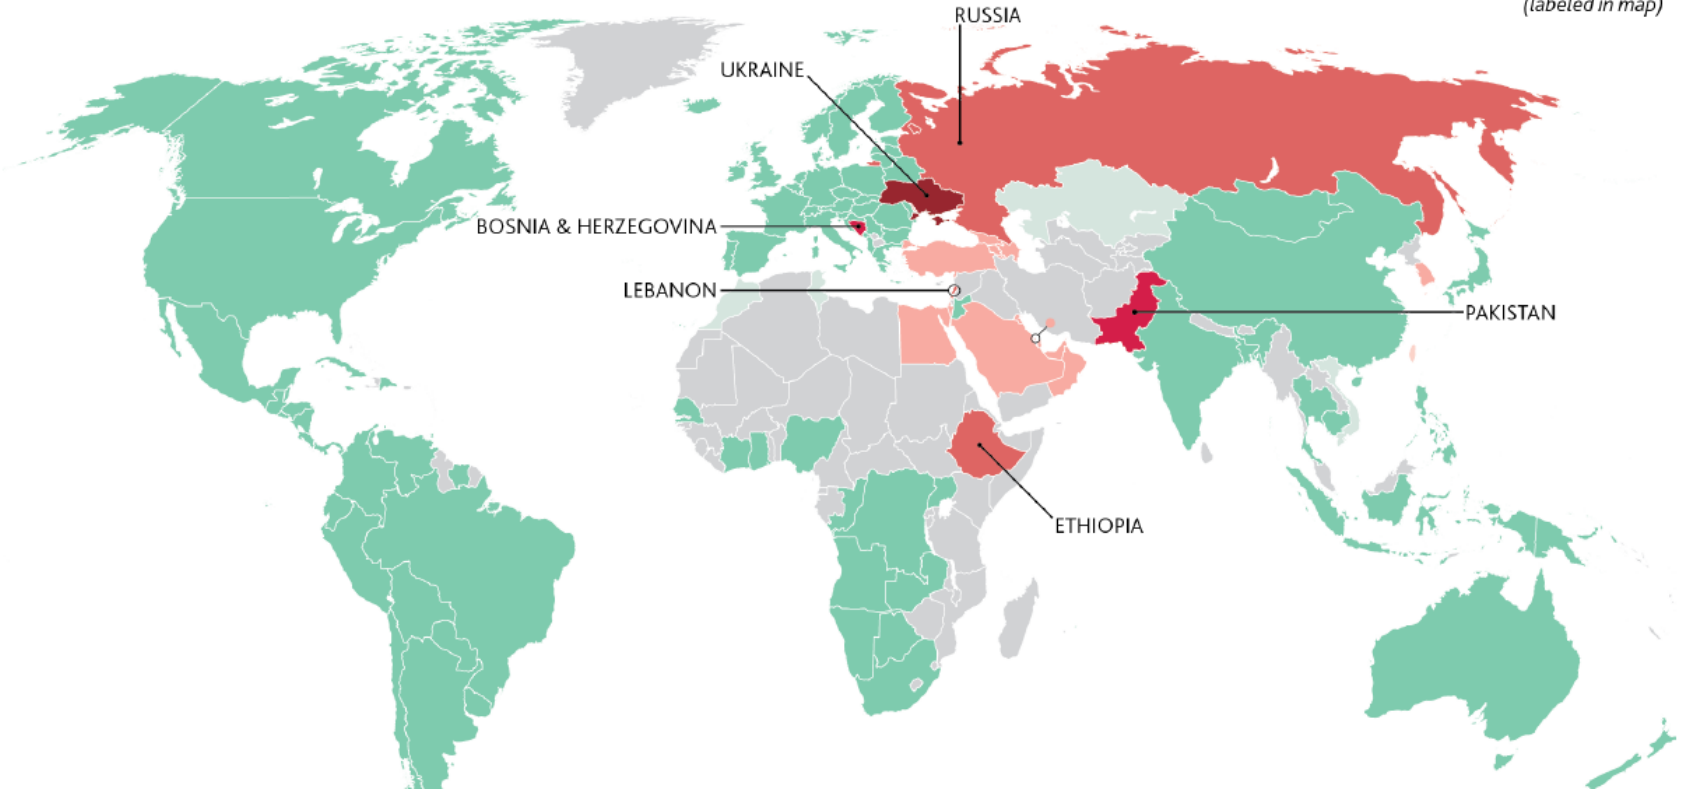 (labeled in map)
RUSSIA
UKRAINE
BOSNIA & HERZEGOVINA
LEBANON
PAKISTAN
ETHIOPIA